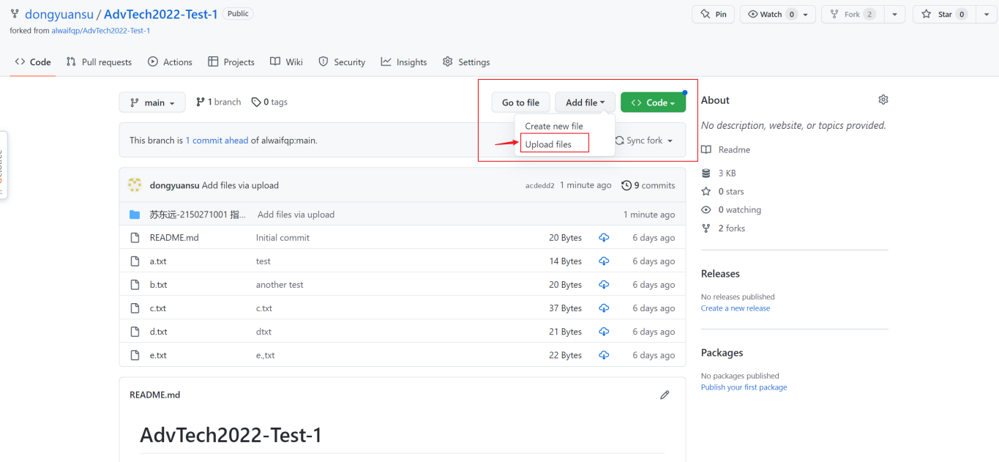 dongyuansu / AdvTech2022-Test-1 Public
forked from alwaifqp/AdvTech2022-Test-1
Pin Watch 0 Fork 2 Star 0
Code Pull requests Actions Projects Wiki Security Insights Settings
main 1 branch 0 tags Go to file Add file Code
Create new file
Upload files
This branch is 1 commit ahead of alwaifqp:main. Sync fork
dongyuansu Add files via upload acdedd2 1 minute ago 9 commits
苏东远-2150271001 指... Add files via upload 1 minute ago
README.md Initial commit 20 Bytes 6 days ago
a.txt test 14 Bytes 6 days ago
b.txt another test 20 Bytes 6 days ago
c.txt c.txt 37 Bytes 6 days ago
d.txt dtxt 21 Bytes 6 days ago
e.txt e.,txt 22 Bytes 6 days ago
README.md
AdvTech2022-Test-1
About
No description, website, or topics provided.
Readme
3 KB
0 stars
0 watching
2 forks
Releases
No releases published
Create a new release
Packages
No packages published
Publish your first package